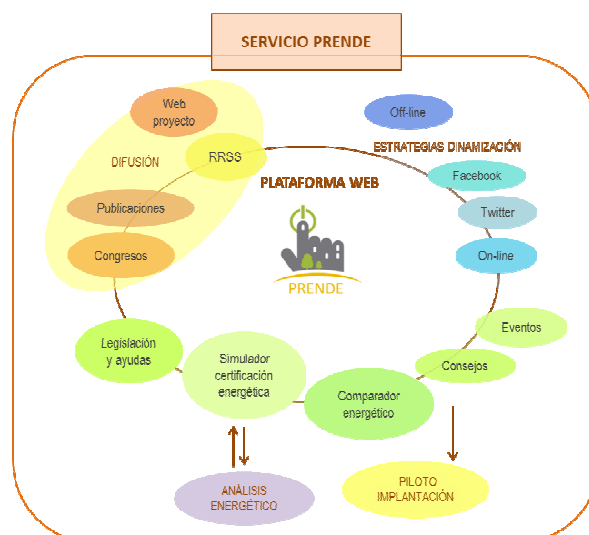 SERVICIO PRENDE
Web
proyecto
Off-line
DIFUSIÓN
RRSS
ESTRATEGIAS DINAMIZACIÓN
PLATAFORMA WEB
Facebook
Publicaciones
Twitter
Congresos
On-line
PRENDE
Eventos
Legislación
y ayudas
Simulador
certificación
energética
Consejos
Comparador
energético
ANÁLISIS
ENERGÉTICO
PILOTO
IMPLANTACIÓN